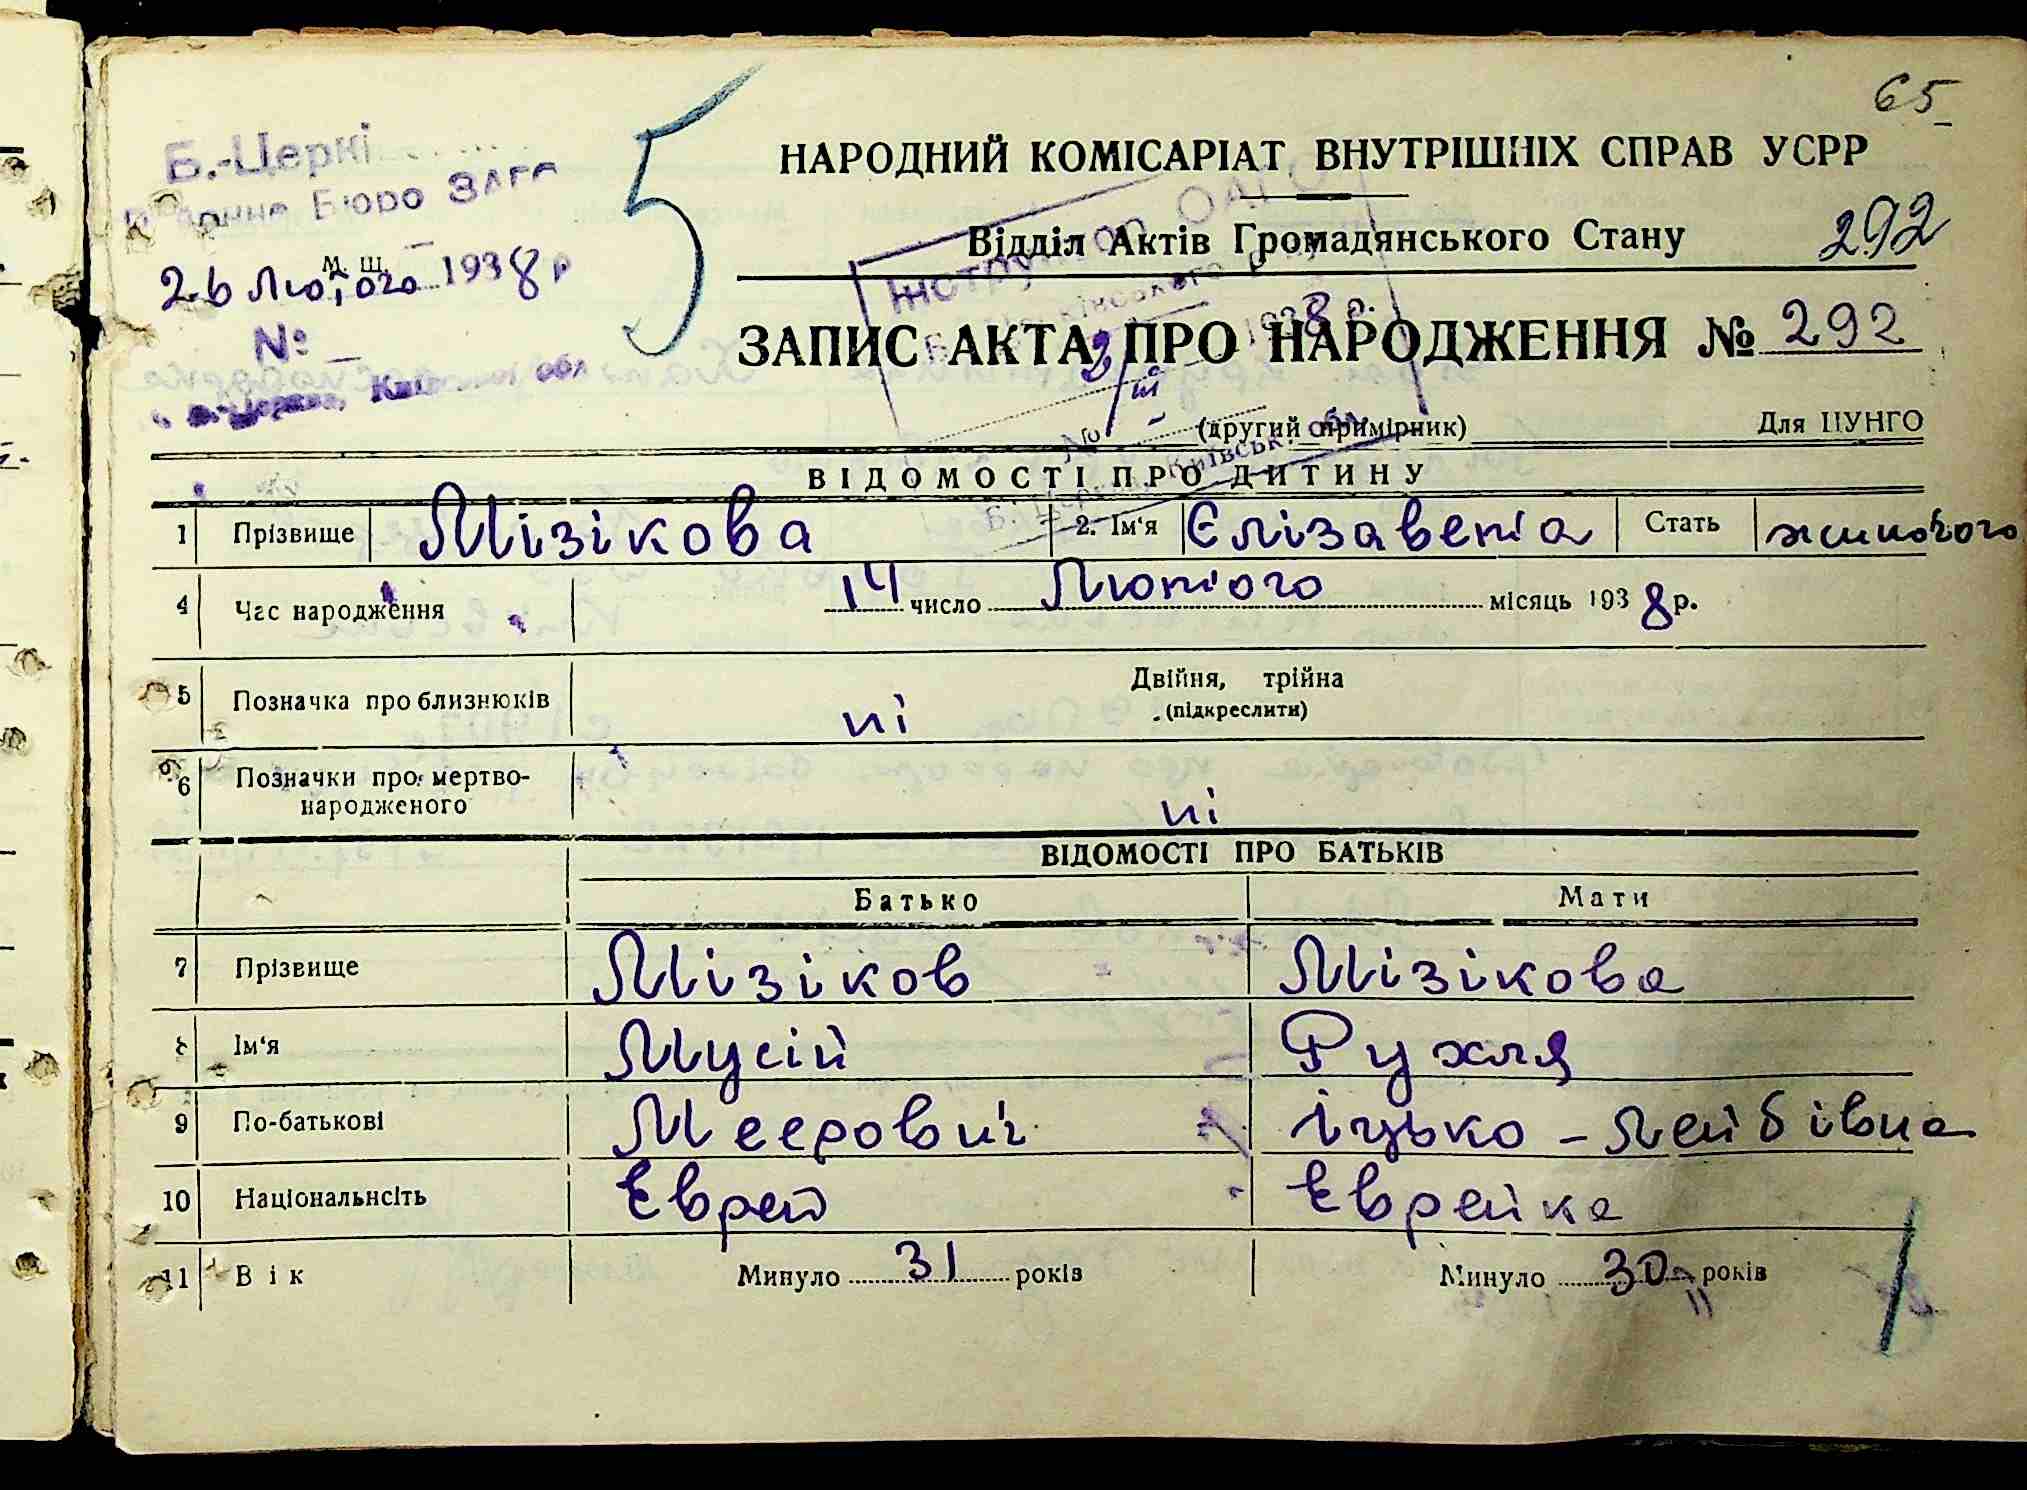 65
НАРОДНИЙ КОМІСАРІАТ ВНУТРІШНІХ СПРАВ УСРР
Б.-Церкі
Бюро ЗАГС
Відділ Актів Громадянського Стану 292
М. Ш.
26 Лютого 1938 р
№ –
5
ЗАПИС АКТА ПРО НАРОДЖЕННЯ № 292
(другий примірник) Для ЦУНГО
ВІДОМОСТІ ПРО ДИТИНУ
1 Прізвище Мізікова 2. Ім'я Єлізавета Стать жиночого
4 Час народження 14 число Лютого місяць 1938 р.
5 Позначка про близнюків ні Двійня, трійна
(підкреслити)
6 Позначки про мертво-
народженого ні
ВІДОМОСТІ ПРО БАТЬКІВ
Батько Мати
7 Прізвище Мізіков Мізікова
8 Ім'я Мусій Рухля
9 По-батькові Меерович Іцько-Лейбівна
10 Національнсіть Еврей Еврейка
11 Вік Минуло 31 років Минуло 30 років